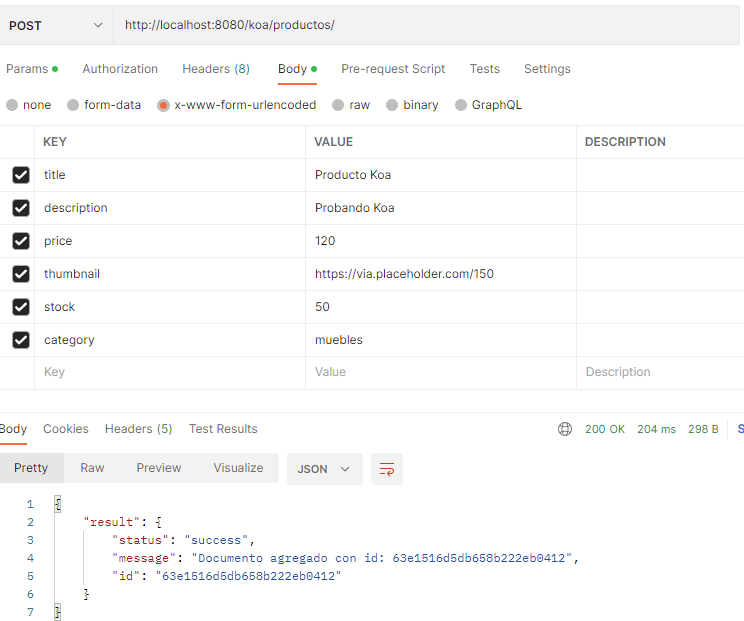 POST http://localhost:8080/koa/productos/
Params Authorization Headers (8) Body Pre-request Script Tests Settings
none form-data x-www-form-urlencoded raw binary GraphQL
KEY VALUE DESCRIPTION
title Producto Koa
description Probando Koa
price 120
thumbnail https://via.placeholder.com/150
stock 50
category muebles
Key Value Description
Body Cookies Headers (5) Test Results 200 OK 204 ms 298 B S
Pretty Raw Preview Visualize JSON
1 {
2 "result": {
3 "status": "success",
4 "message": "Documento agregado con id: 63e1516d5db658b222eb0412",
5 "id": "63e1516d5db658b222eb0412"
6 }
7 }